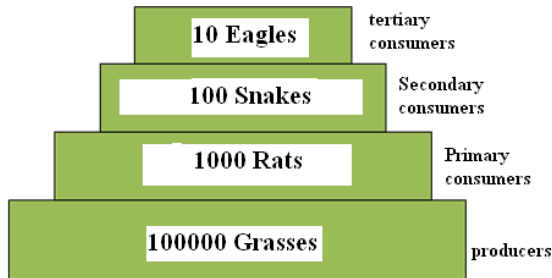 10 Eagles
tertiary
consumers
100 Snakes
Secondary
consumers
1000 Rats
Primary
consumers
100000 Grasses
producers